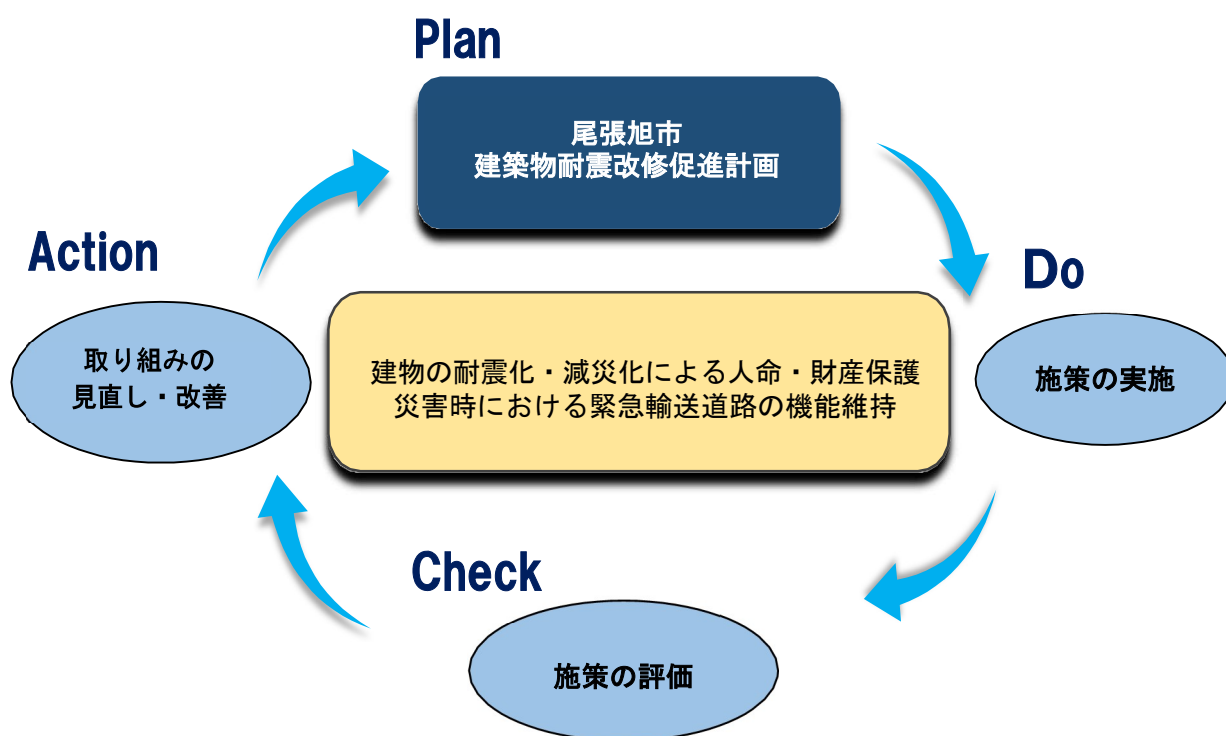 Plan
尾張旭市
建築物耐震改修促進計画
Action
Do
取り組みの
見直し・改善
建物の耐震化・減災化による人命・財産保護
災害時における緊急輸送道路の機能維持
施策の実施
Check
施策の評価